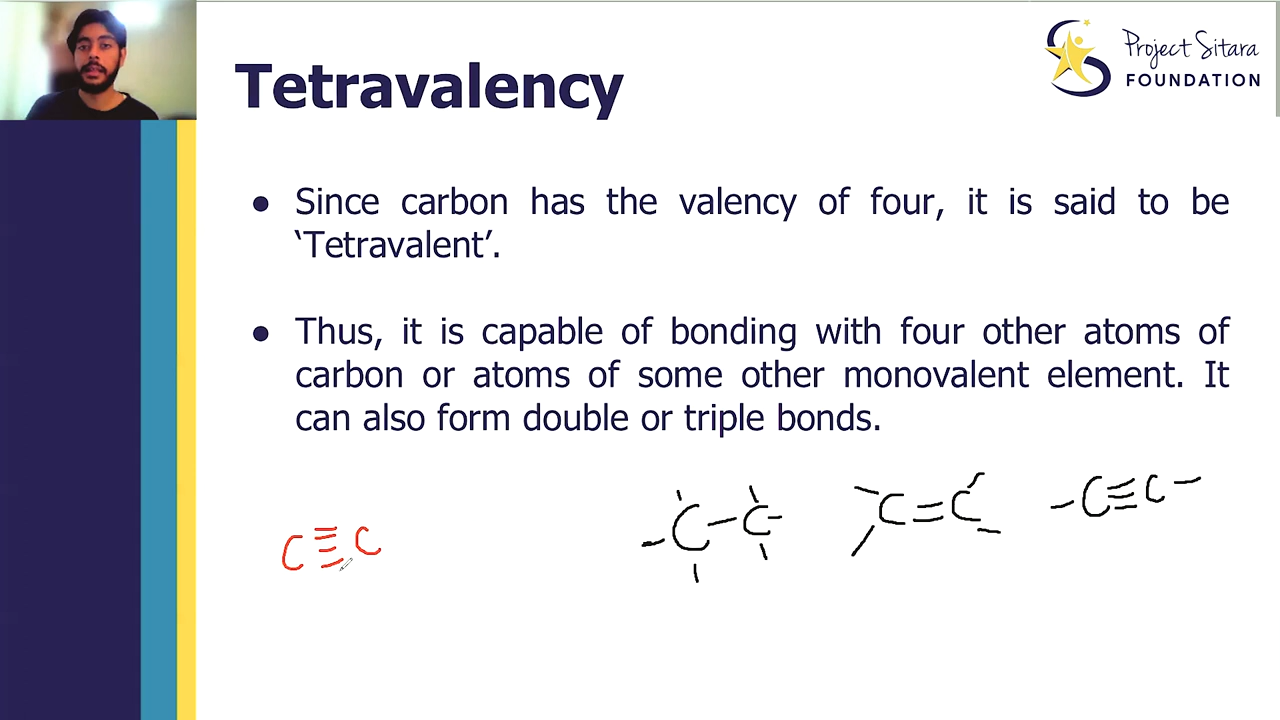 Project Sitara
FOUNDATION
Tetravalency
● Since carbon has the valency of four, it is said to be
‘Tetravalent’.
● Thus, it is capable of bonding with four other atoms of
carbon or atoms of some other monovalent element. It
can also form double or triple bonds.
C≡C
-C-C-
C=C
-C≡C-